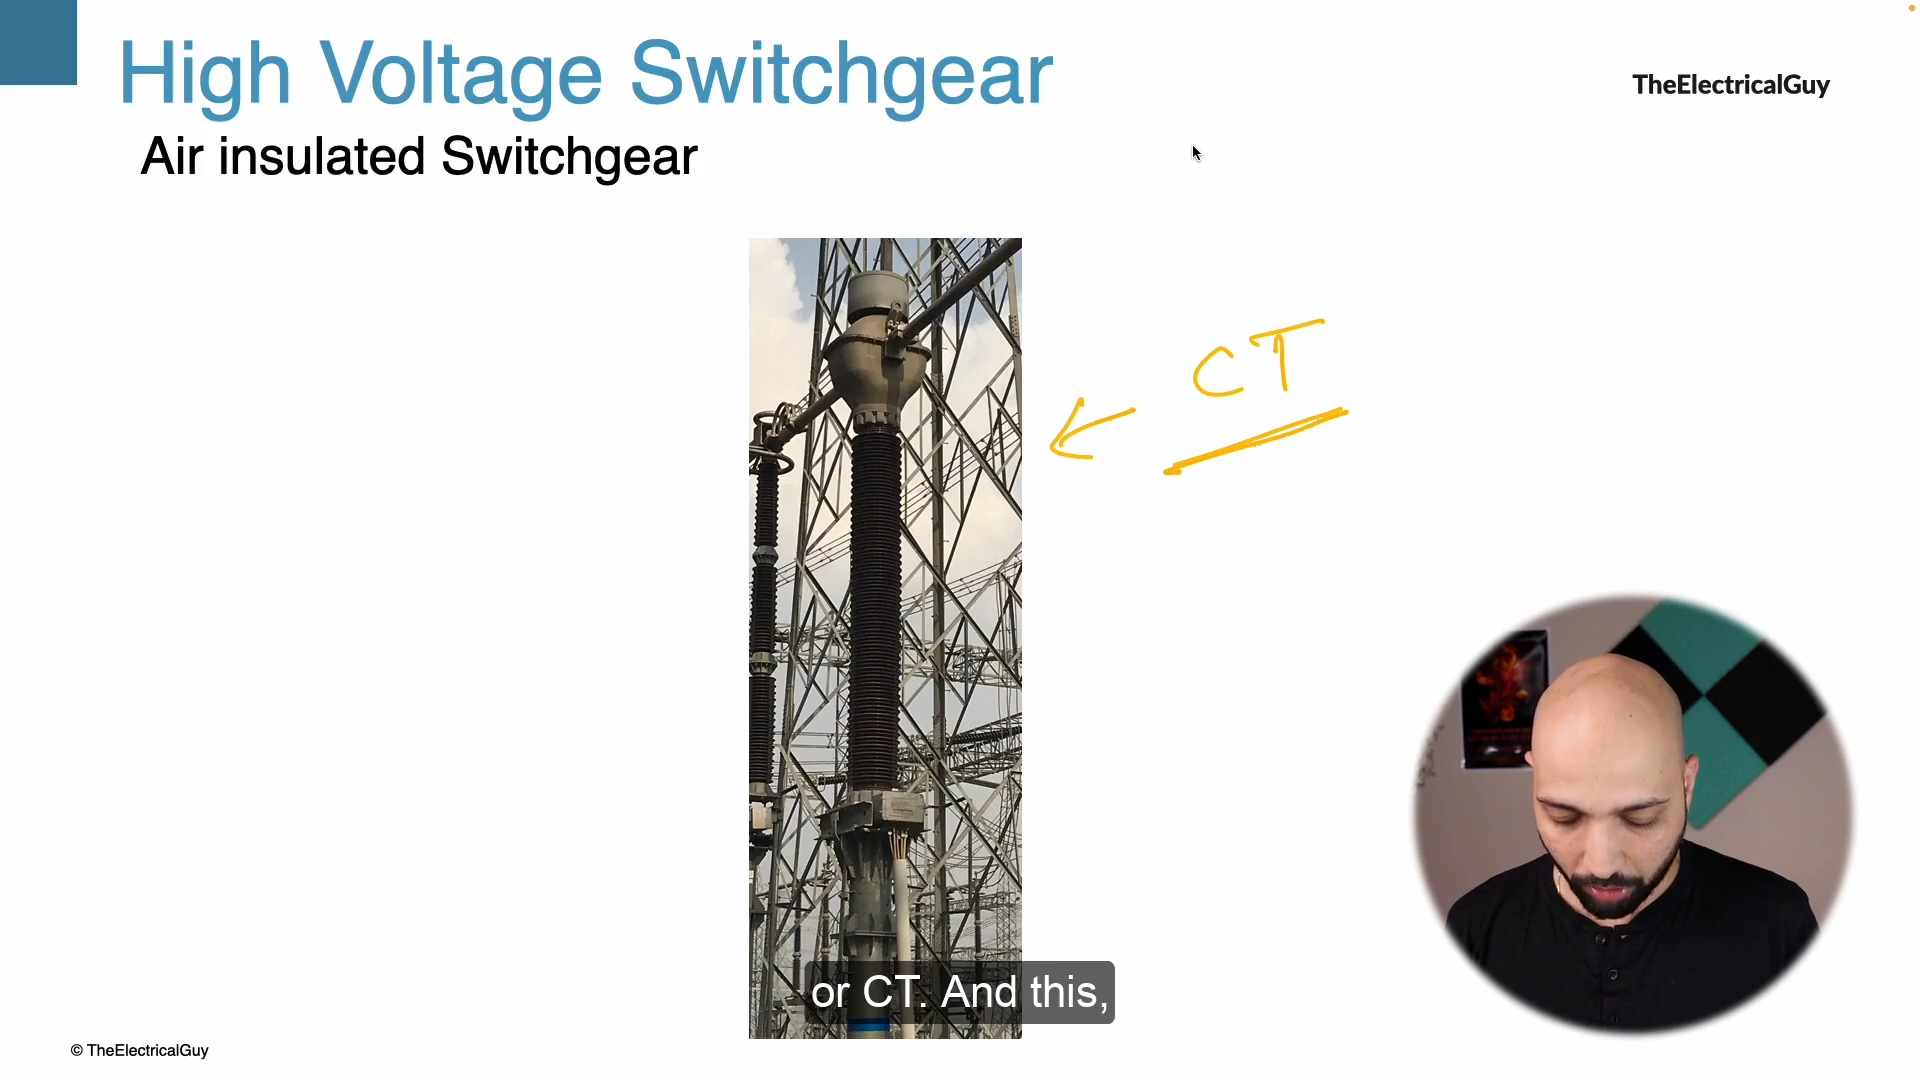 High Voltage Switchgear
TheElectricalGuy
Air insulated Switchgear
CT
or CT. And this,
© TheElectricalGuy